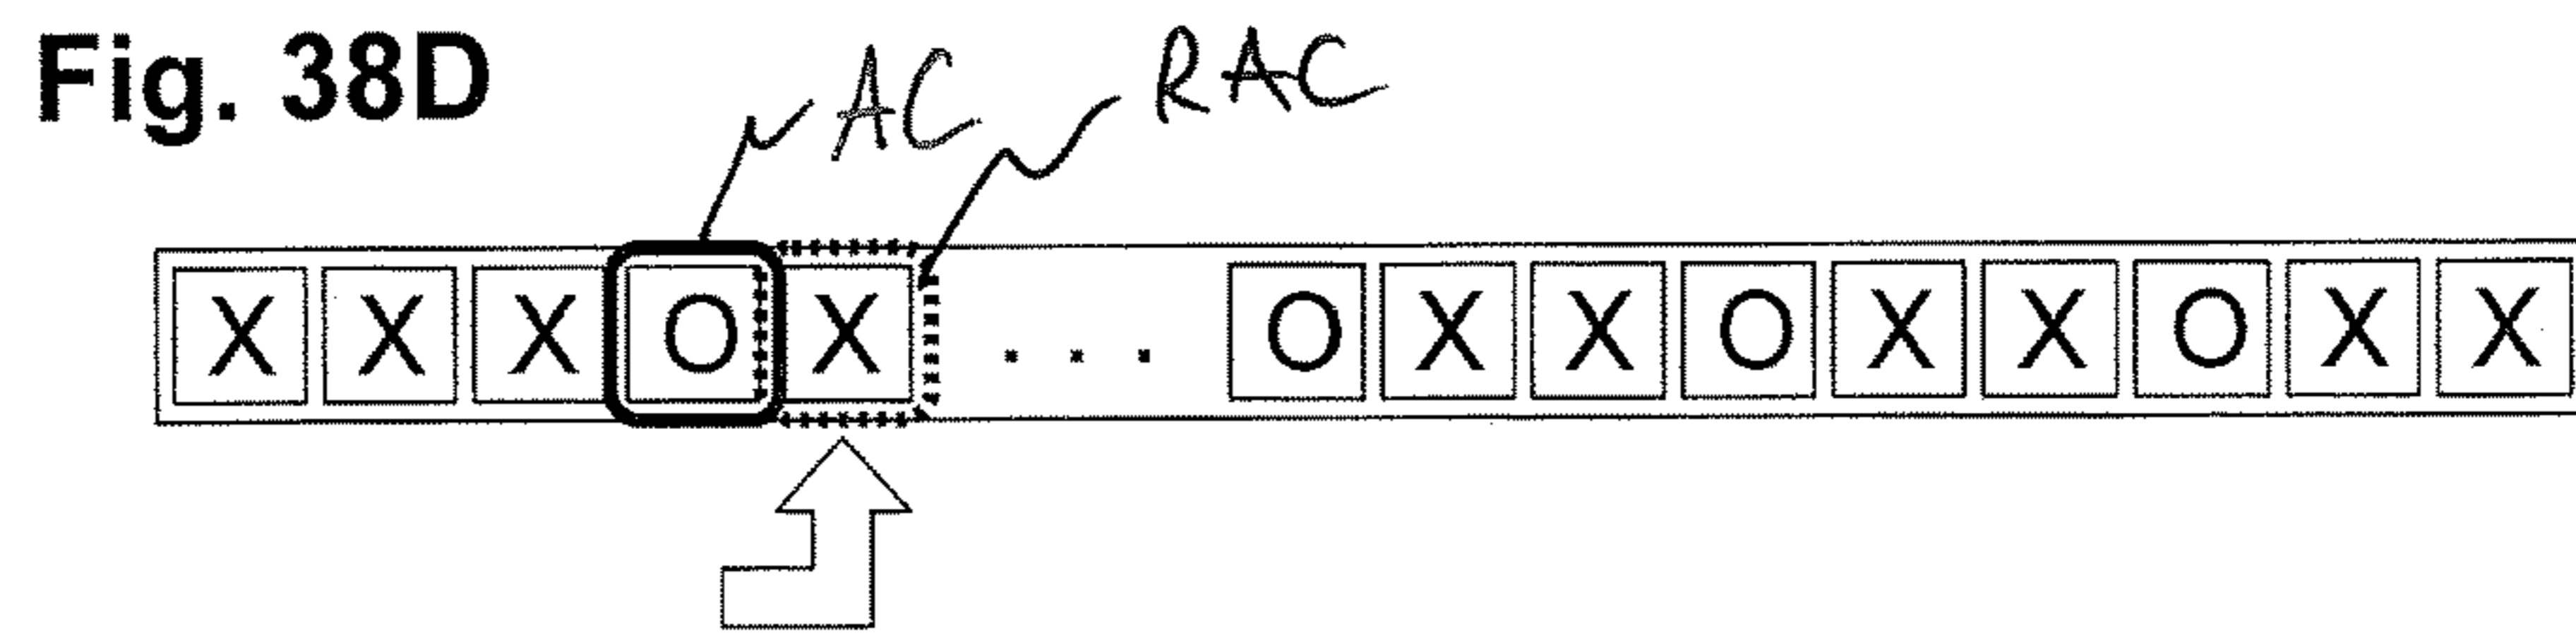 Fig. 38D
AC RAC
X X X O X . . . O X X O X X O X X